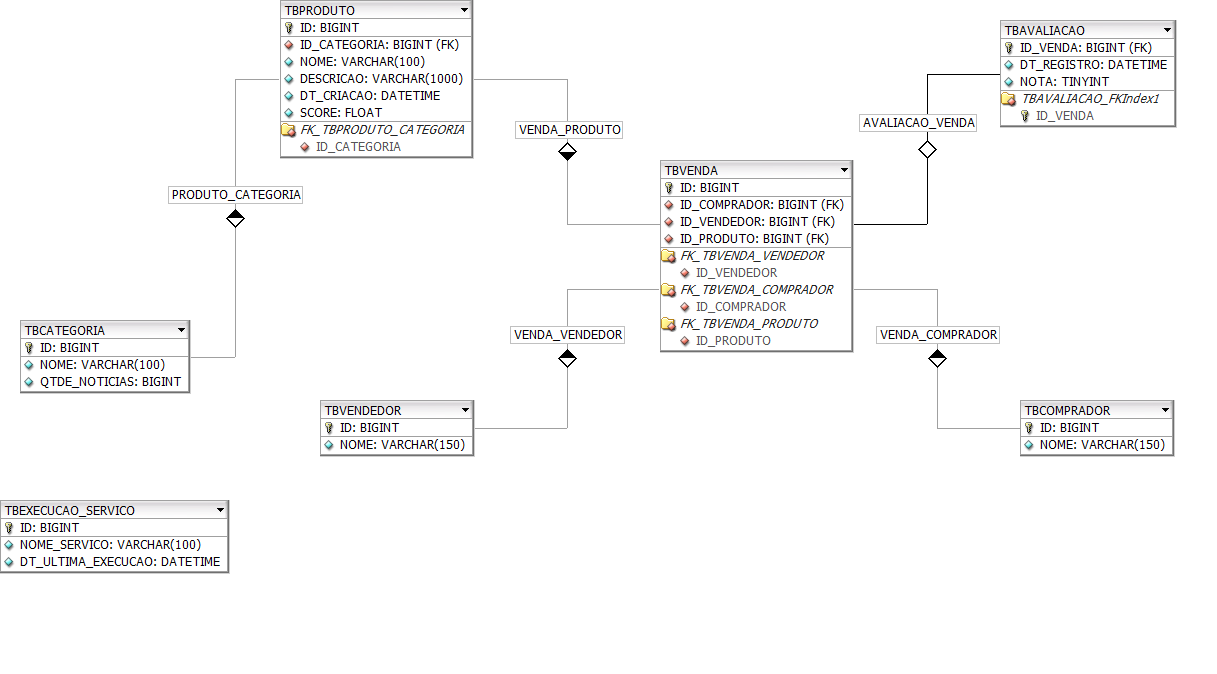 TBPRODUTO
ID: BIGINT
ID_CATEGORIA: BIGINT (FK)
NOME: VARCHAR(100)
DESCRICAO: VARCHAR(1000)
DT_CRIACAO: DATETIME
SCORE: FLOAT
FK_TBPRODUTO_CATEGORIA
ID_CATEGORIA
TBAVALIACAO
ID_VENDA: BIGINT (FK)
DT_REGISTRO: DATETIME
NOTA: TINYINT
TBAVALIACAO_FKIndex1
ID_VENDA
VENDA_PRODUTO
AVALIACAO_VENDA
PRODUTO_CATEGORIA
TBVENDA
ID: BIGINT
ID_COMPRADOR: BIGINT (FK)
ID_VENDEDOR: BIGINT (FK)
ID_PRODUTO: BIGINT (FK)
FK_TBVENDA_VENDEDOR
ID_VENDEDOR
FK_TBVENDA_COMPRADOR
ID_COMPRADOR
FK_TBVENDA_PRODUTO
ID_PRODUTO
TBCATEGORIA
ID: BIGINT
NOME: VARCHAR(100)
QTDE_NOTICIAS: BIGINT
VENDA_VENDEDOR
VENDA_COMPRADOR
TBVENDEDOR
ID: BIGINT
NOME: VARCHAR(150)
TBCOMPRADOR
ID: BIGINT
NOME: VARCHAR(150)
TBEXECUCAO_SERVICO
ID: BIGINT
NOME_SERVICO: VARCHAR(100)
DT_ULTIMA_EXECUCAO: DATETIME